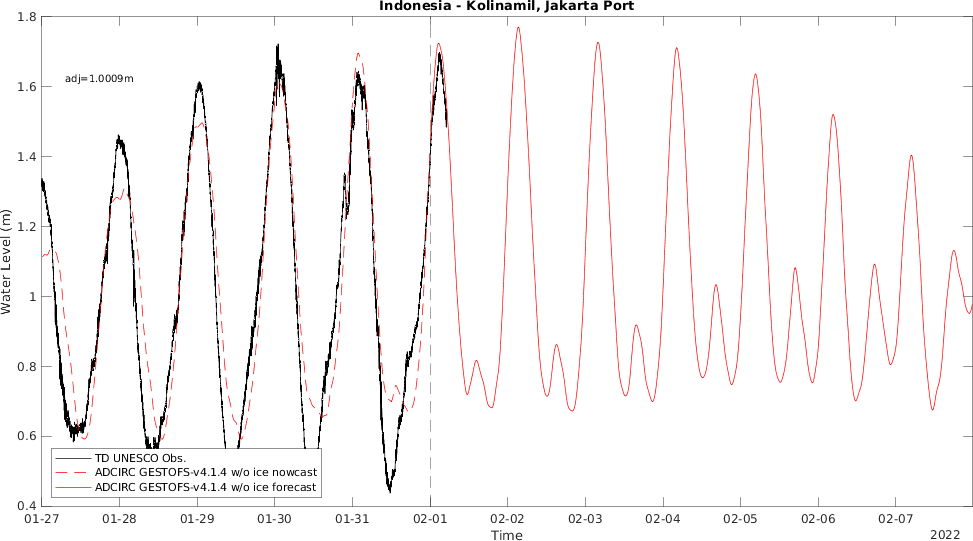 Indonesia - Kolinamil, Jakarta Port
1.8
1.6
1.4
1.2
1
0.8
0.6
0.4
Water Level (m)
adj=1.0009m
TD UNESCO Obs.
ADCIRC GESTOFS-v4.1.4 w/o ice nowcast
ADCIRC GESTOFS-v4.1.4 w/o ice forecast
01-27 01-28 01-29 01-30 01-31 02-01 02-02 02-03 02-04 02-05 02-06 02-07
Time
2022